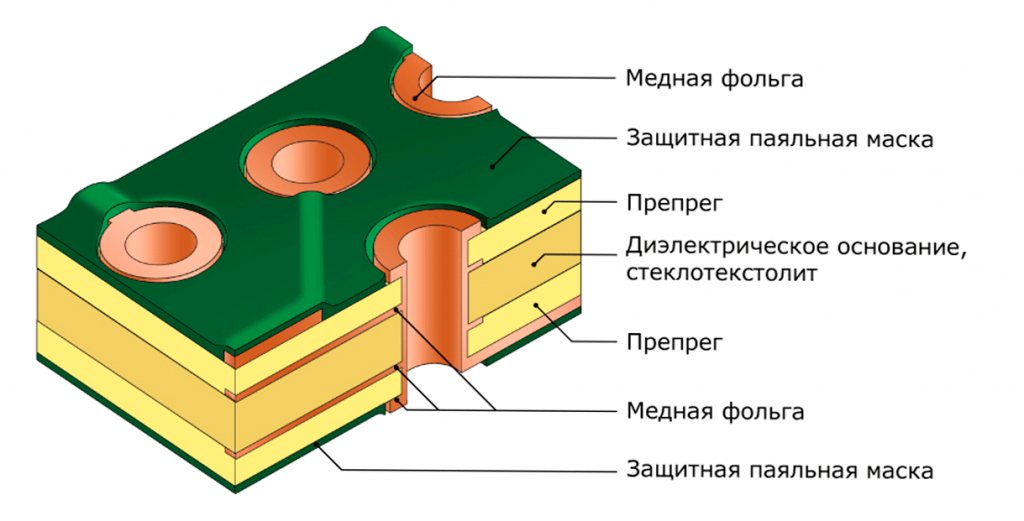 Медная фольга
Защитная паяльная маска
Препрег
Диэлектрическое основание,
стеклотекстолит
Препрег
Медная фольга
Защитная паяльная маска